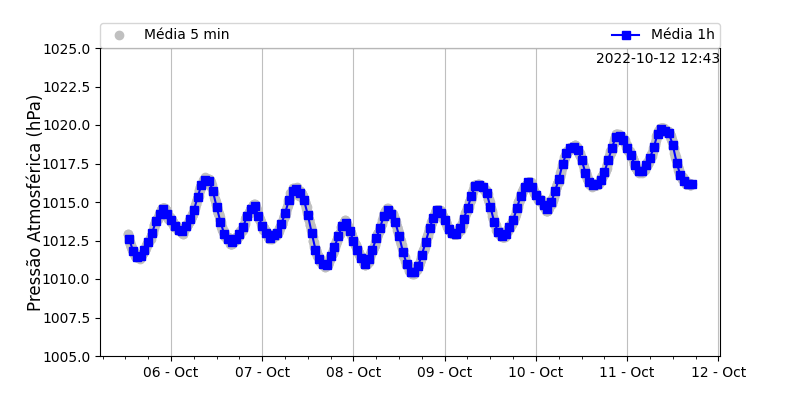 Média 5 min
Média 1h
2022-10-12 12:43
Pressão Atmosférica (hPa)
1025.0
1022.5
1020.0
1017.5
1015.0
1012.5
1010.0
1007.5
1005.0
06 - Oct
07 - Oct
08 - Oct
09 - Oct
10 - Oct
11 - Oct
12 - Oct